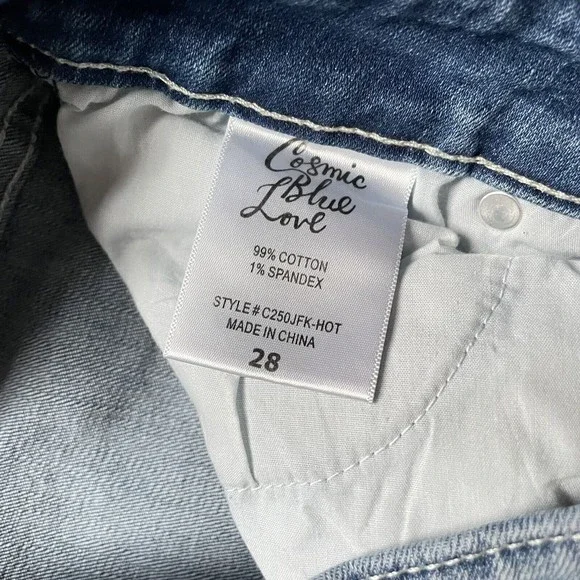 Cosmic
Blue
Love
99% COTTON
1% SPANDEX
STYLE# C250JFK-HOT
MADE IN CHINA
28